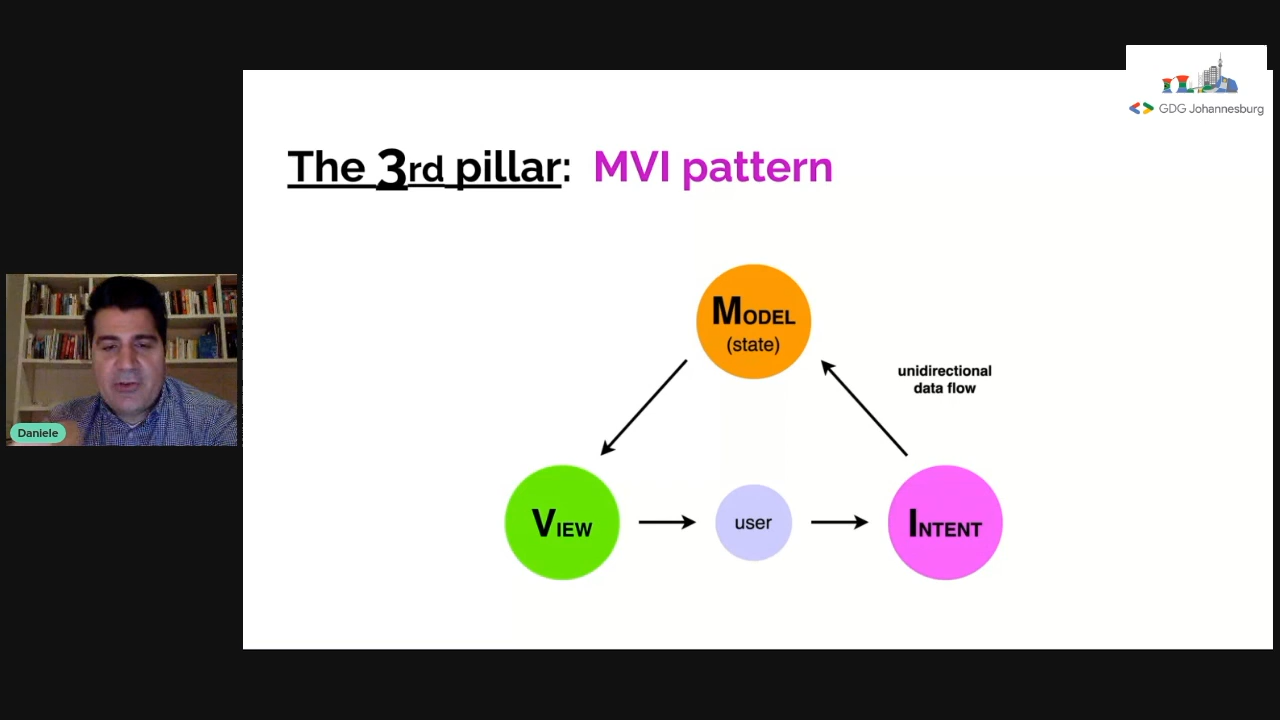 GDG Johannesburg
The 3rd pillar: MVI pattern
MODEL
(state)
unidirectional
data flow
VIEW
user
INTENT
Daniele